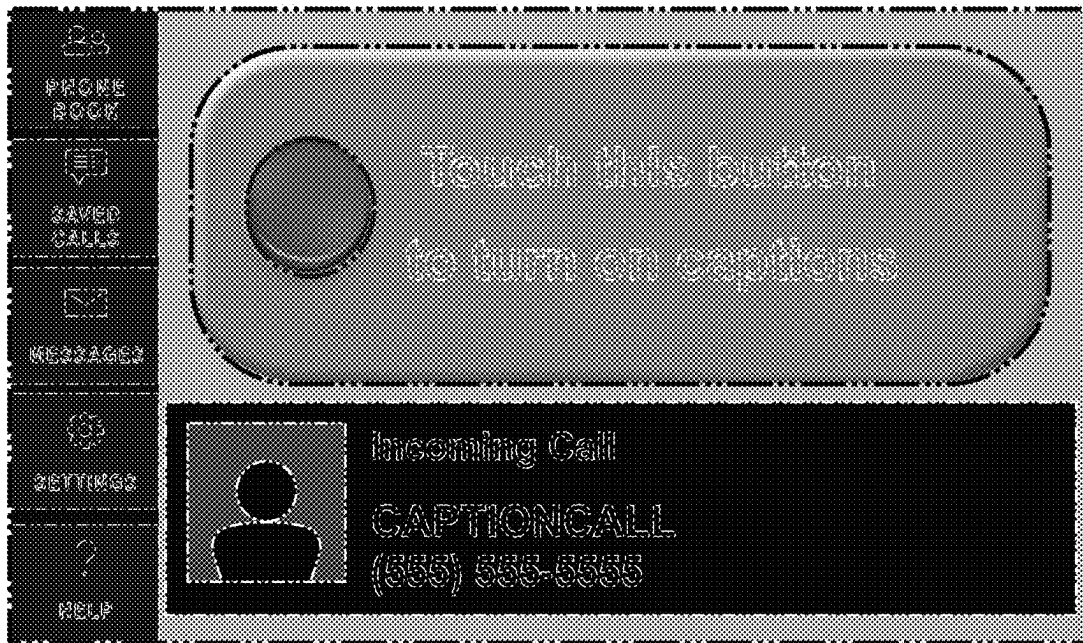 PHONE
BOOK
SAVED
CALLS
MESSAGES
SETTINGS
?
HELP
Touch this button
to turn on captions
Incoming Call
CAPTIONCALL
(555) 555-5555